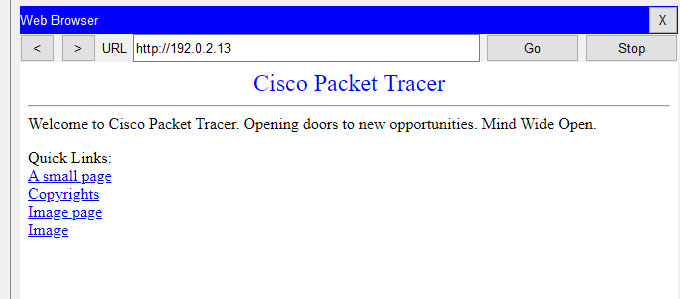 Web Browser X
< > URL http://192.0.2.13 Go Stop
Cisco Packet Tracer
Welcome to Cisco Packet Tracer. Opening doors to new opportunities. Mind Wide Open.
Quick Links:
A small page
Copyrights
Image page
Image